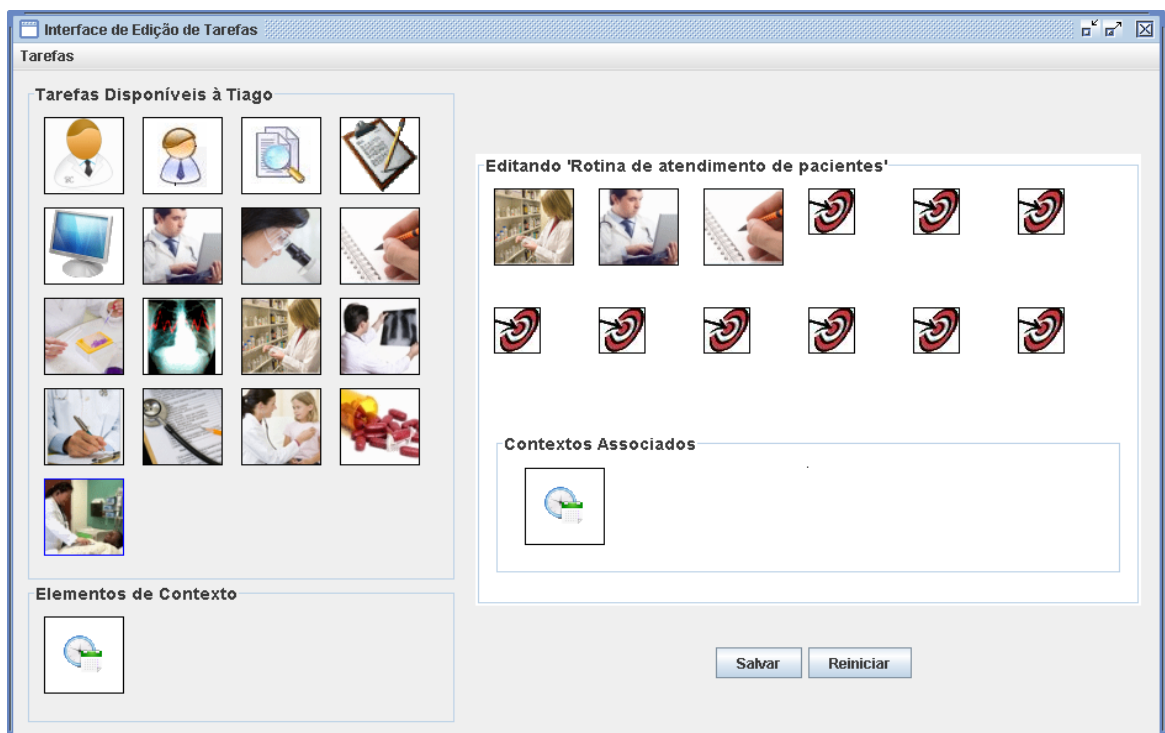 Interface de Edição de Tarefas
Tarefas
Tarefas Disponíveis à Tiago
Editando 'Rotina de atendimento de pacientes'
Contextos Associados
Elementos de Contexto
Salvar
Reiniciar